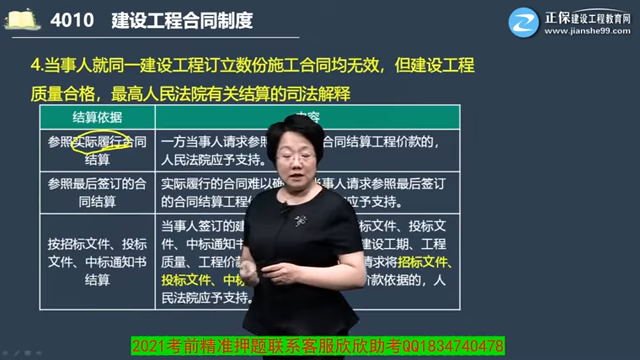 4010 建设工程合同制度
正保建设工程教育网
www.jianshe99.com
4.当事人就同一建设工程订立数份施工合同均无效，但建设工程
质量合格，最高人民法院有关结算的司法解释
结算依据
内容
参照实际履行合同
结算
一方当事人请求参照 合同结算工程价款的，
人民法院应予支持。
参照最后签订的合
同结算
实际履行的合同难以确 当事人请求参照最后签订
的合同结算工程 应予支持。
按招标文件、投标
文件、中标通知书
结算
当事人签订的建 标文件、投标
文件、中标通知书 建设工期、工程
质量、工程价 请求将招标文件、
投标文件、中标 价款依据的，人
民法院应予支持。
2021考前精准押题联系客服欣欣助考QQ1834740478